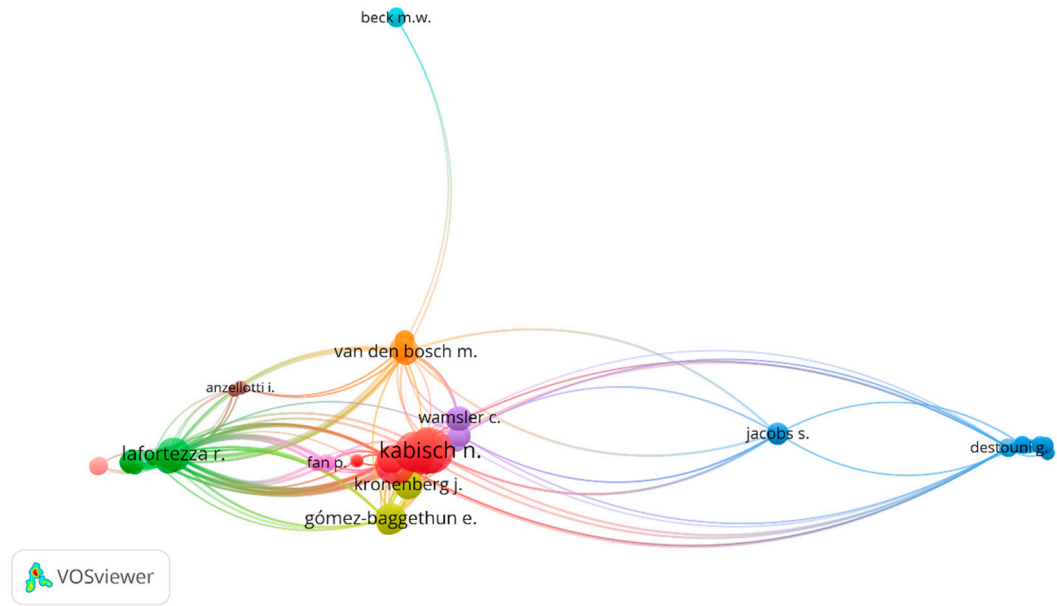 beck m.w.
van den bosch m.
anzellotti i.
wamsler c.
jacobs s.
kabisch n.
destouni g.
lafortezza r.
fan p.
kronenberg j.
gómez-baggethun e.
VOSviewer